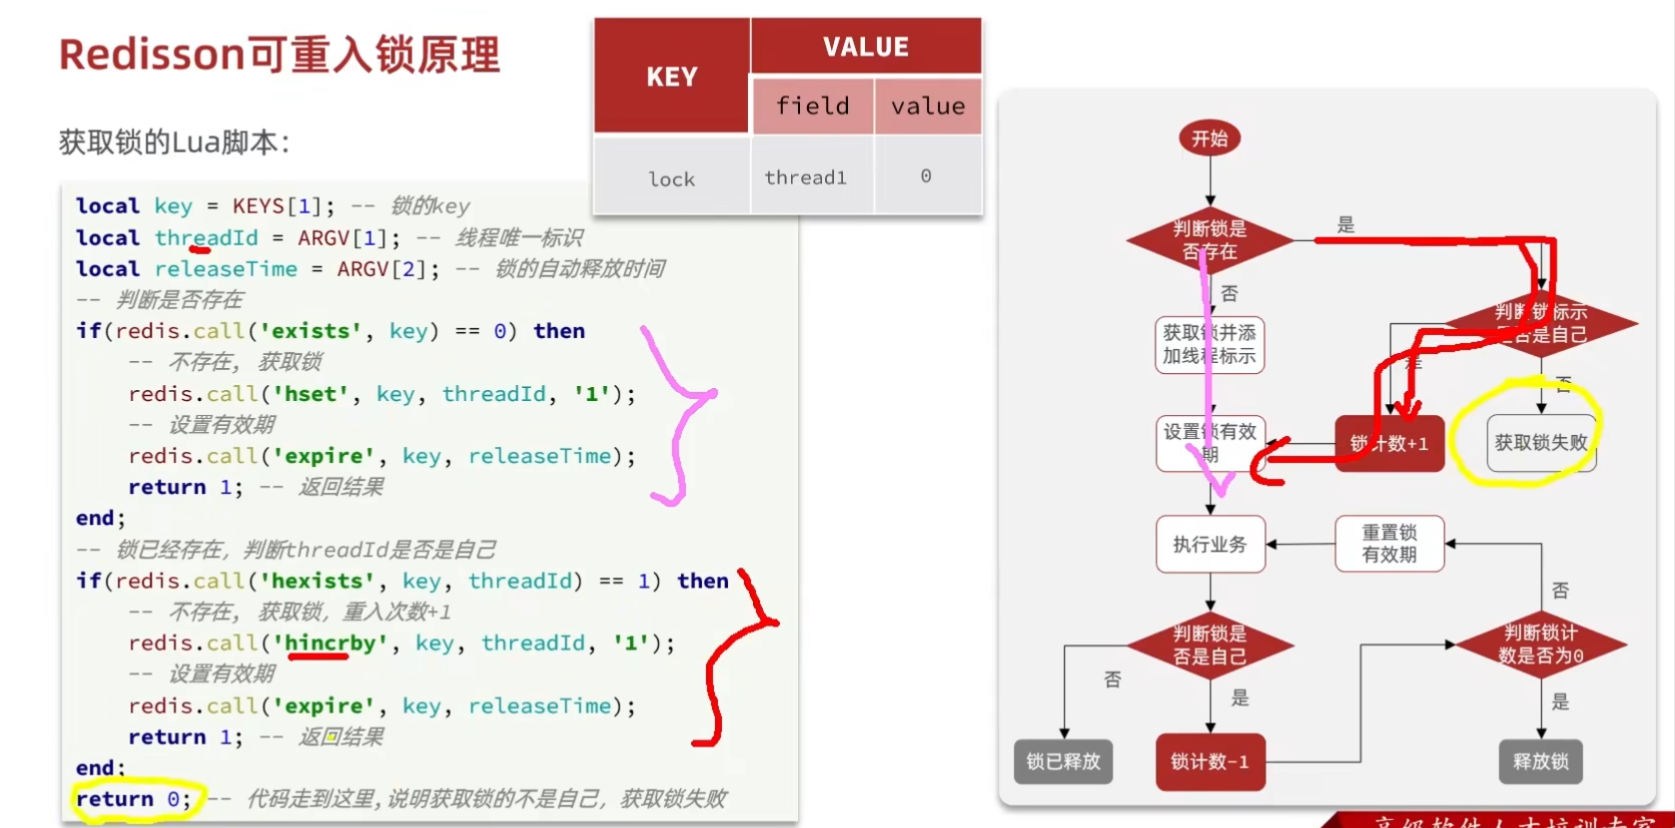 Redisson可重入锁原理
获取锁的Lua脚本：
KEY
VALUE
field value
lock thread1 0
local key = KEYS[1]; -- 锁的key
local threadId = ARGV[1]; -- 线程唯一标识
local releaseTime = ARGV[2]; -- 锁的自动释放时间
-- 判断是否存在
if(redis.call('exists', key) == 0) then
-- 不存在, 获取锁
redis.call('hset', key, threadId, '1');
-- 设置有效期
redis.call('expire', key, releaseTime);
return 1; -- 返回结果
end;
-- 锁已经存在，判断threadId是否是自己
if(redis.call('hexists', key, threadId) == 1) then
-- 不存在, 获取锁，重入次数+1
redis.call('hincrby', key, threadId, '1');
-- 设置有效期
redis.call('expire', key, releaseTime);
return 1; -- 返回结果
end;
return 0; -- 代码走到这里,说明获取锁的不是自己，获取锁失败
开始
判断锁是
否存在
是
否
判断锁标示
是否是自己
获取锁并添
加线程标示
是
否
设置锁有效
期
锁计数+1
获取锁失败
执行业务
重置锁
有效期
否
判断锁是
否是自己
判断锁计
数是否为0
否
是
是
锁已释放
锁计数-1
释放锁
高级软件人才培训专家